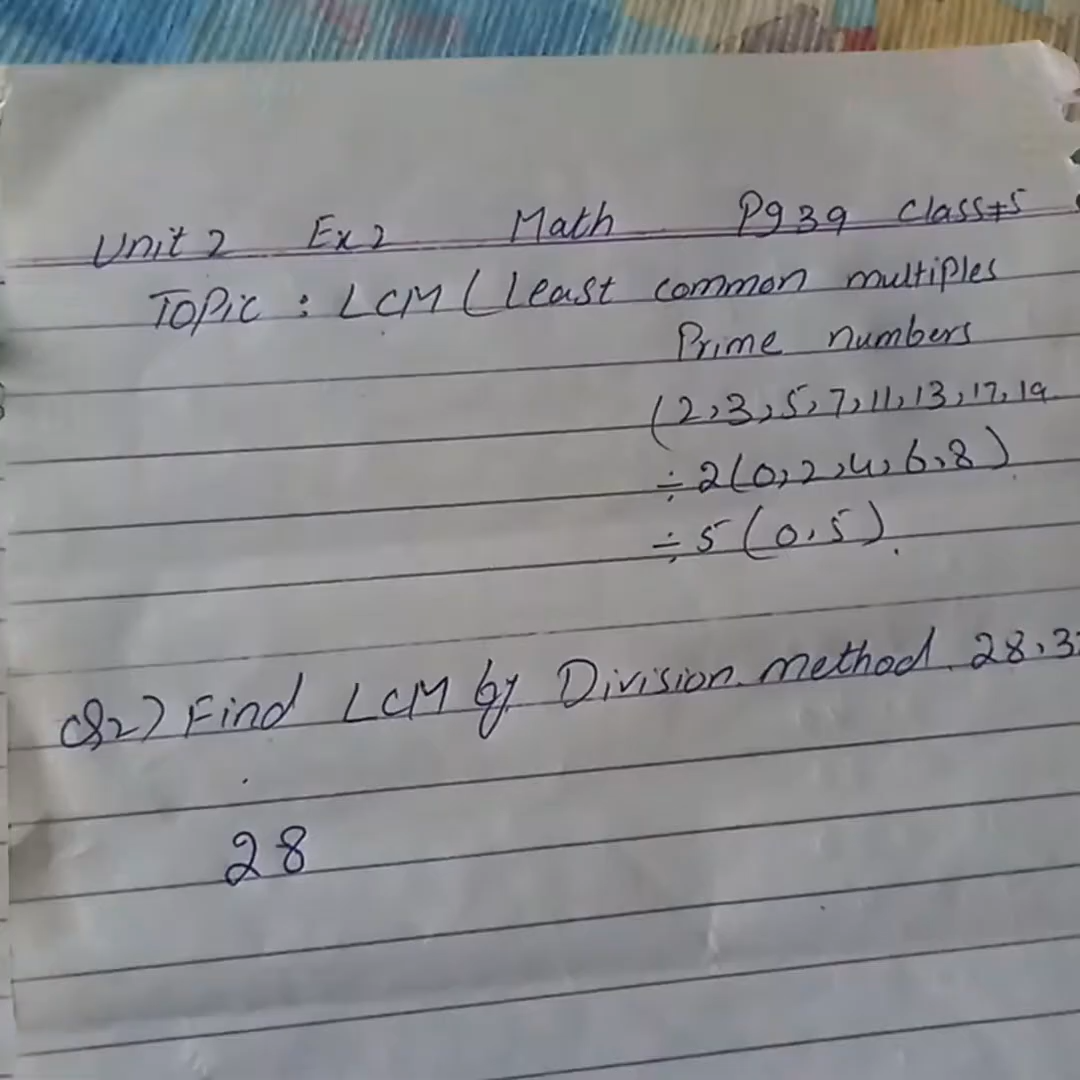 Unit 2 Ex 2 Math Pg 39 Class 5
Topic : LCM ( Least common multiples
Prime numbers
(2,3,5,7,11,13,17,19
÷ 2 (0,2,4,6,8)
÷ 5 (0,5).
Q2) Find LCM by Division method 28,3
28